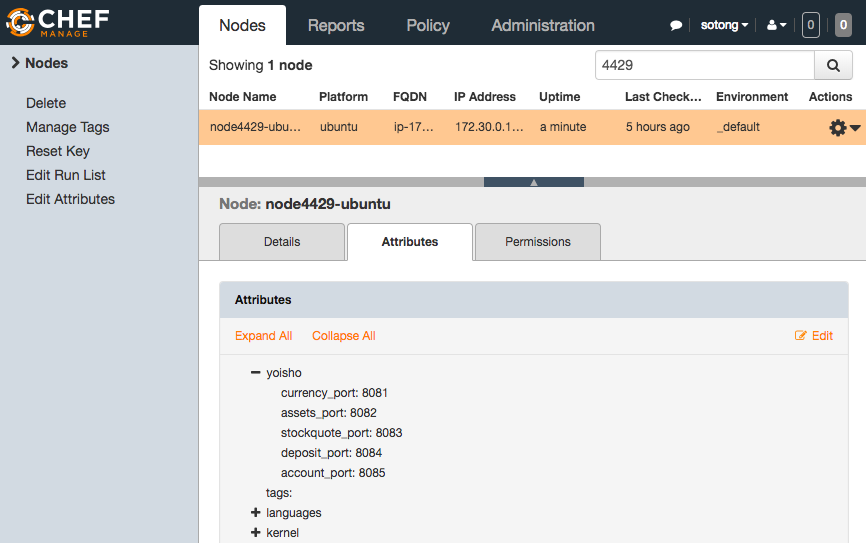 CHEF
MANAGE
Nodes Reports Policy Administration sotong 0 0
Nodes
Delete
Manage Tags
Reset Key
Edit Run List
Edit Attributes
Showing 1 node
4429
Node Name Platform FQDN IP Address Uptime Last Check... Environment Actions
node4429-ubu... ubuntu ip-17... 172.30.0.1... a minute 5 hours ago _default
Node: node4429-ubuntu
Details Attributes Permissions
Attributes
Expand All Collapse All Edit
yoisho
currency_port: 8081
assets_port: 8082
stockquote_port: 8083
deposit_port: 8084
account_port: 8085
tags:
languages
kernel